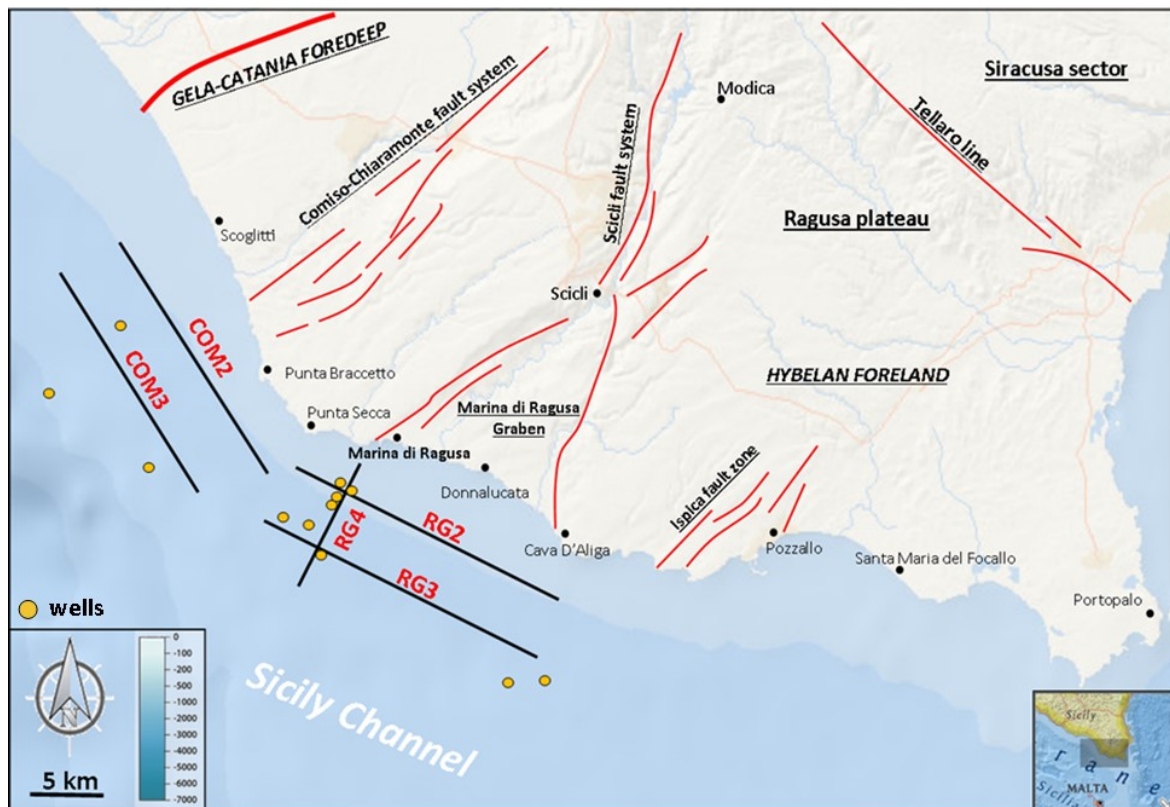 GELA-CATANIA FOREDEEP
Comiso-Chiaramonte fault system
Scicli fault system
Modica
Siracusa sector
Tellaro line
Ragusa plateau
Scoglitti
Scicli
COM2
COM3
Punta Braccetto
HYBELAN FORELAND
Punta Secca
Marina di Ragusa
Graben
Marina di Ragusa
Donnalucata
Ispica fault zone
RG4
RG2
RG3
Cava D'Aliga
Pozzallo
Santa Maria del Focallo
Portopalo
wells
Sicily Channel
N
5 km
0
-100
-500
-1000
-2000
-3000
-4000
-5000
-6000
-7000
Sicily
r a n e
Sicily
MALTA